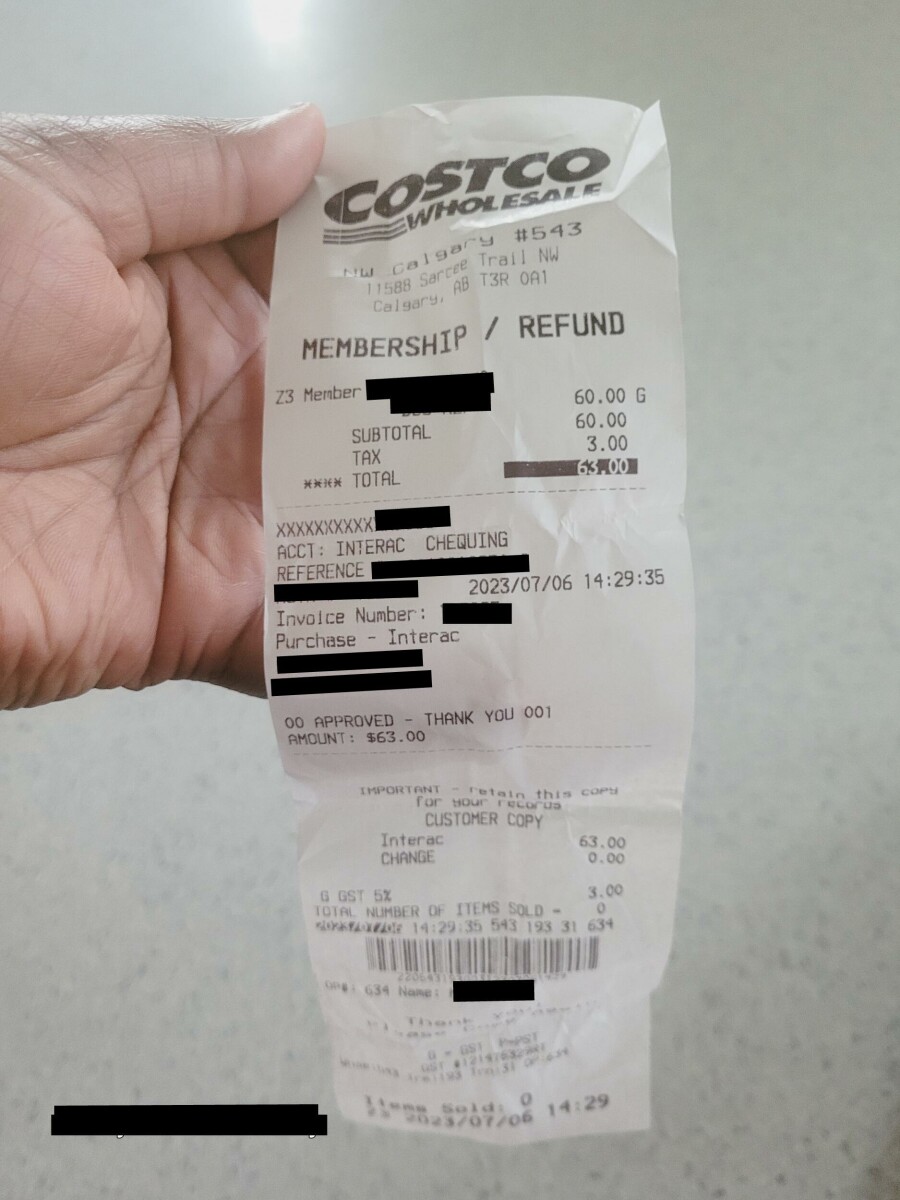 COSTCO
WHOLESALE
NW Calgary #543
11588 Sarcee Trail NW
Calgary, AB T3R 0A1
MEMBERSHIP / REFUND
Z3 Member
60.00 G
SUBTOTAL 60.00
TAX 3.00
**** TOTAL 63.00
XXXXXXXXXX
ACCT: INTERAC CHEQUING
REFERENCE
2023/07/06 14:29:35
Invoice Number:
Purchase - Interac
00 APPROVED - THANK YOU 001
AMOUNT: $63.00
IMPORTANT - retain this copy
for your records
CUSTOMER COPY
Interac 63.00
CHANGE 0.00
G GST 5% 3.00
TOTAL NUMBER OF ITEMS SOLD = 0
14:29:35 543 193 31 634
OP#: 634 Name:
Thank You
G = GST P=PST
Items Sold: 0
Z3 2023/07/06 14:29